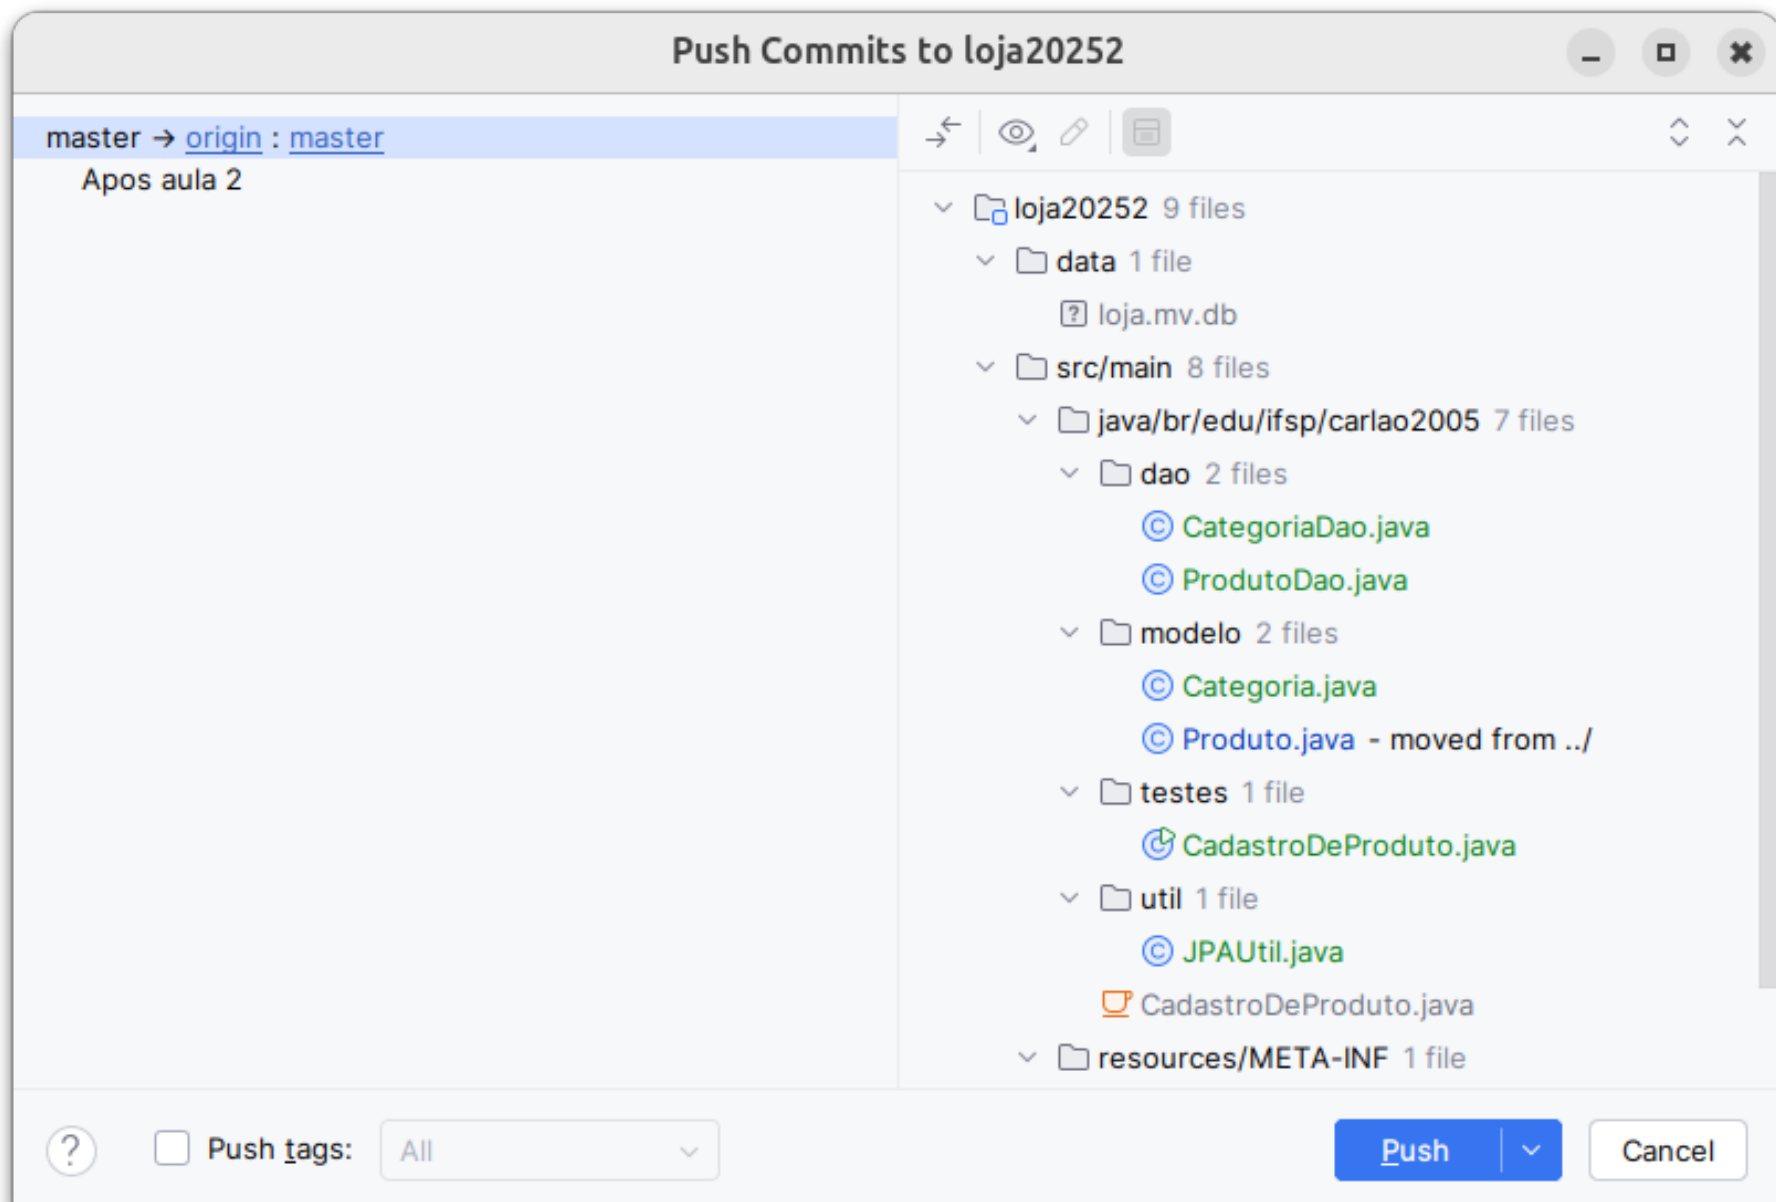 Push Commits to loja20252
master → origin : master
Apos aula 2
loja20252 9 files
data 1 file
loja.mv.db
src/main 8 files
java/br/edu/ifsp/carlao2005 7 files
dao 2 files
CategoriaDao.java
ProdutoDao.java
modelo 2 files
Categoria.java
Produto.java - moved from ../
testes 1 file
CadastroDeProduto.java
util 1 file
JPAUtil.java
CadastroDeProduto.java
resources/META-INF 1 file
? Push tags: All Push Cancel